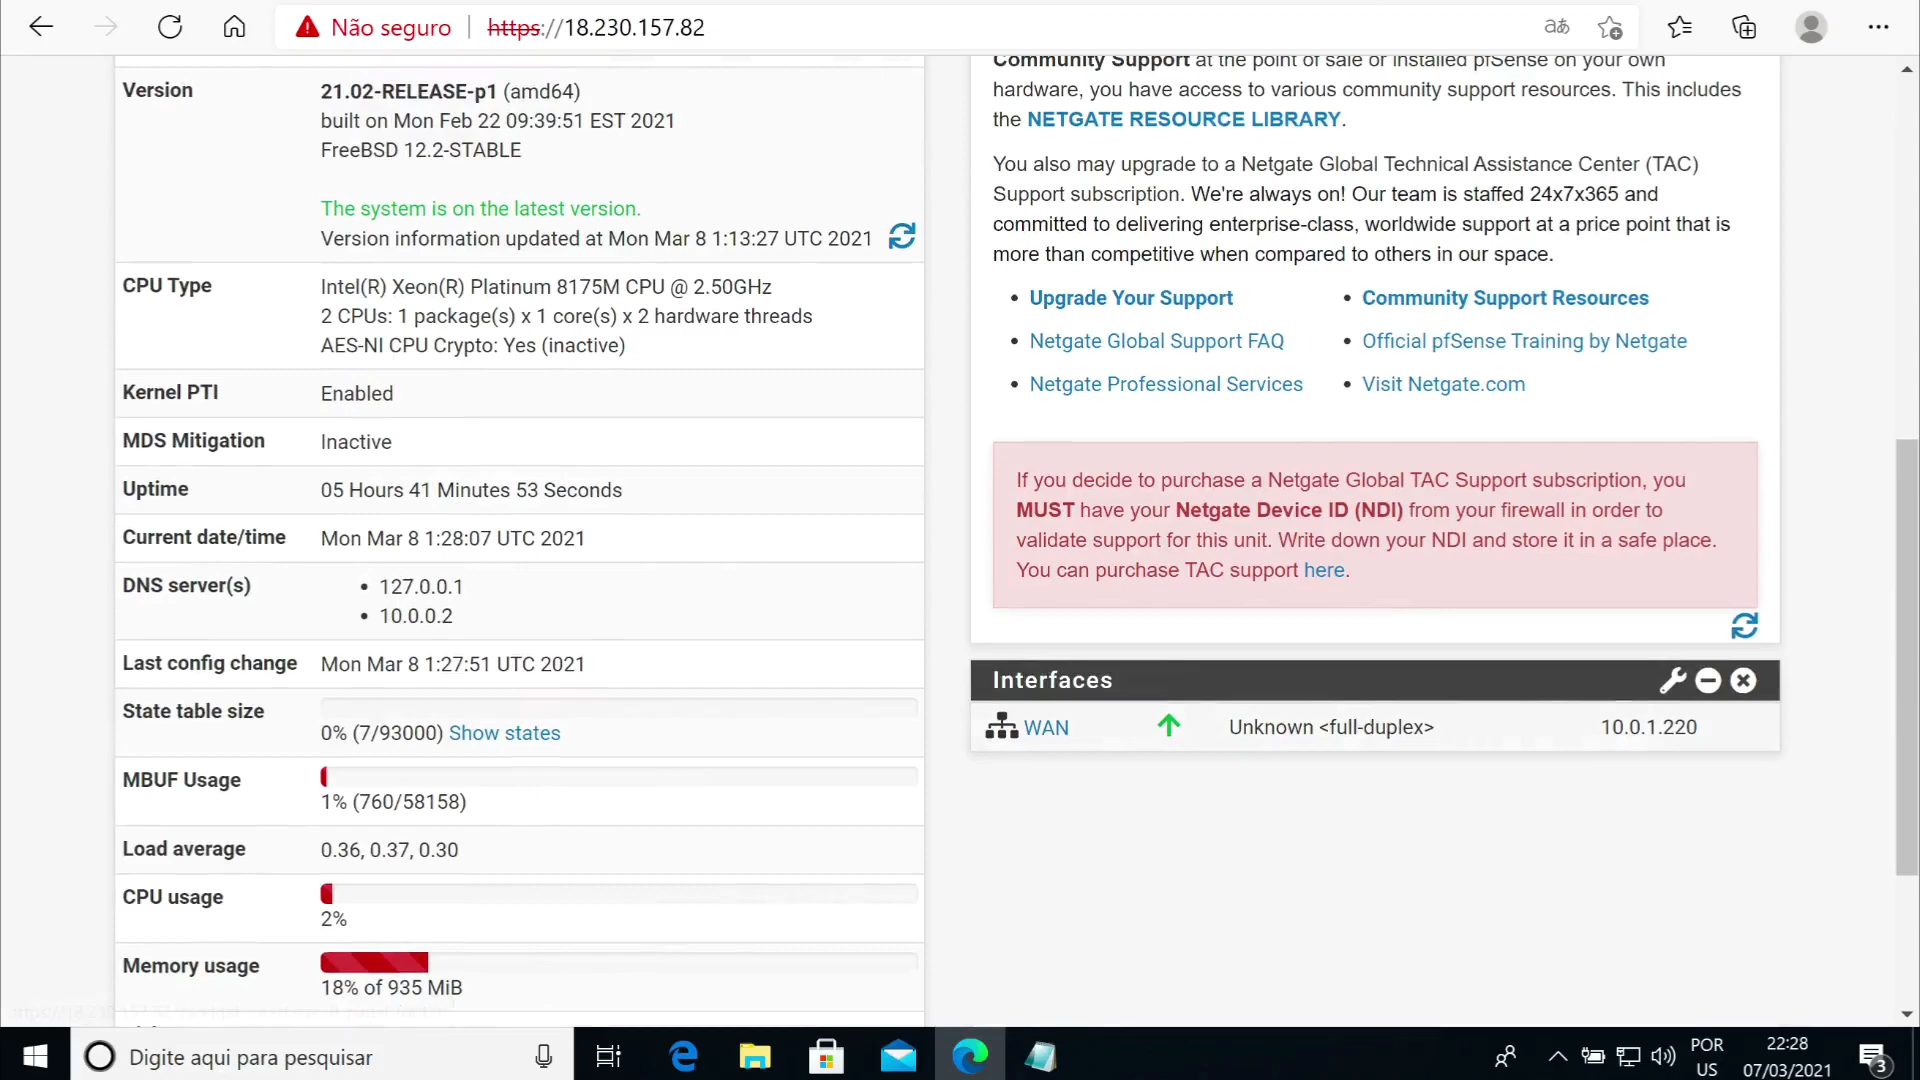 Não seguro
https://18.230.157.82
aあ
Version
21.02-RELEASE-p1 (amd64)
built on Mon Feb 22 09:39:51 EST 2021
FreeBSD 12.2-STABLE
The system is on the latest version.
Version information updated at Mon Mar 8 1:13:27 UTC 2021
CPU Type
Intel(R) Xeon(R) Platinum 8175M CPU @ 2.50GHz
2 CPUs: 1 package(s) x 1 core(s) x 2 hardware threads
AES-NI CPU Crypto: Yes (inactive)
Kernel PTI
Enabled
MDS Mitigation
Inactive
Uptime
05 Hours 41 Minutes 53 Seconds
Current date/time
Mon Mar 8 1:28:07 UTC 2021
DNS server(s)
127.0.0.1
10.0.0.2
Last config change
Mon Mar 8 1:27:51 UTC 2021
State table size
0% (7/93000) Show states
MBUF Usage
1% (760/58158)
Load average
0.36, 0.37, 0.30
CPU usage
2%
Memory usage
18% of 935 MiB
Community Support at the point of sale or installed pfSense on your own
hardware, you have access to various community support resources. This includes
the NETGATE RESOURCE LIBRARY.
You also may upgrade to a Netgate Global Technical Assistance Center (TAC)
Support subscription. We're always on! Our team is staffed 24x7x365 and
committed to delivering enterprise-class, worldwide support at a price point that is
more than competitive when compared to others in our space.
Upgrade Your Support
Community Support Resources
Netgate Global Support FAQ
Official pfSense Training by Netgate
Netgate Professional Services
Visit Netgate.com
If you decide to purchase a Netgate Global TAC Support subscription, you
MUST have your Netgate Device ID (NDI) from your firewall in order to
validate support for this unit. Write down your NDI and store it in a safe place.
You can purchase TAC support here.
Interfaces
WAN
Unknown <full-duplex>
10.0.1.220
Digite aqui para pesquisar
POR
US
22:28
07/03/2021
3